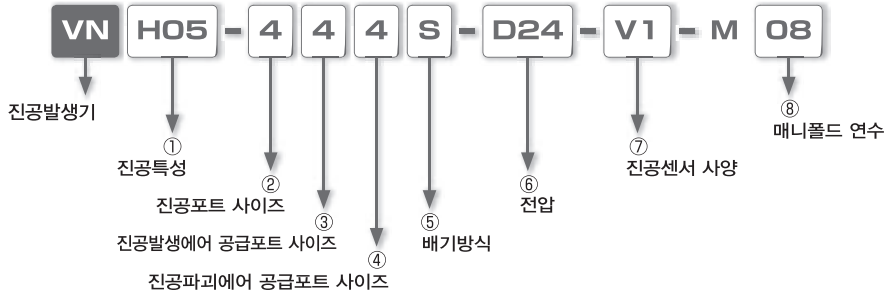 VN H05 - 4 4 4 S - D24 - V1 - M 08
진공발생기
①
진공특성
②
진공포트 사이즈
③
진공발생에어 공급포트 사이즈
④
진공파괴에어 공급포트 사이즈
⑤
배기방식
⑥
전압
⑦
진공센서 사양
⑧
매니폴드 연수